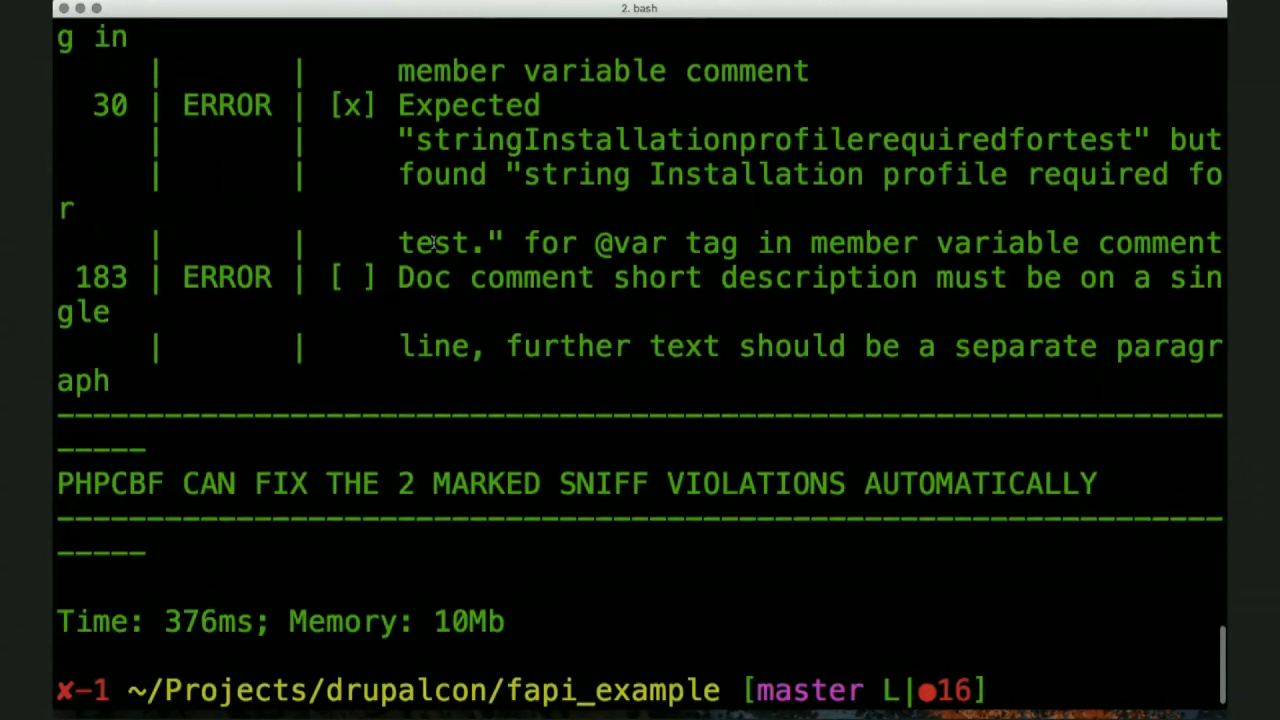 2. bash
g in
| | member variable comment
30 | ERROR | [x] Expected
| | "stringInstallationprofilerequiredfortest" but
| | found "string Installation profile required fo
r
| | test." for @var tag in member variable comment
183 | ERROR | [ ] Doc comment short description must be on a sin
gle
| | line, further text should be a separate paragr
aph
-----------------------------------------------------------------
-----
PHPCBF CAN FIX THE 2 MARKED SNIFF VIOLATIONS AUTOMATICALLY
-----------------------------------------------------------------
-----
Time: 376ms; Memory: 10Mb
✘-1 ~/Projects/drupalcon/fapi_example [master L|●16]